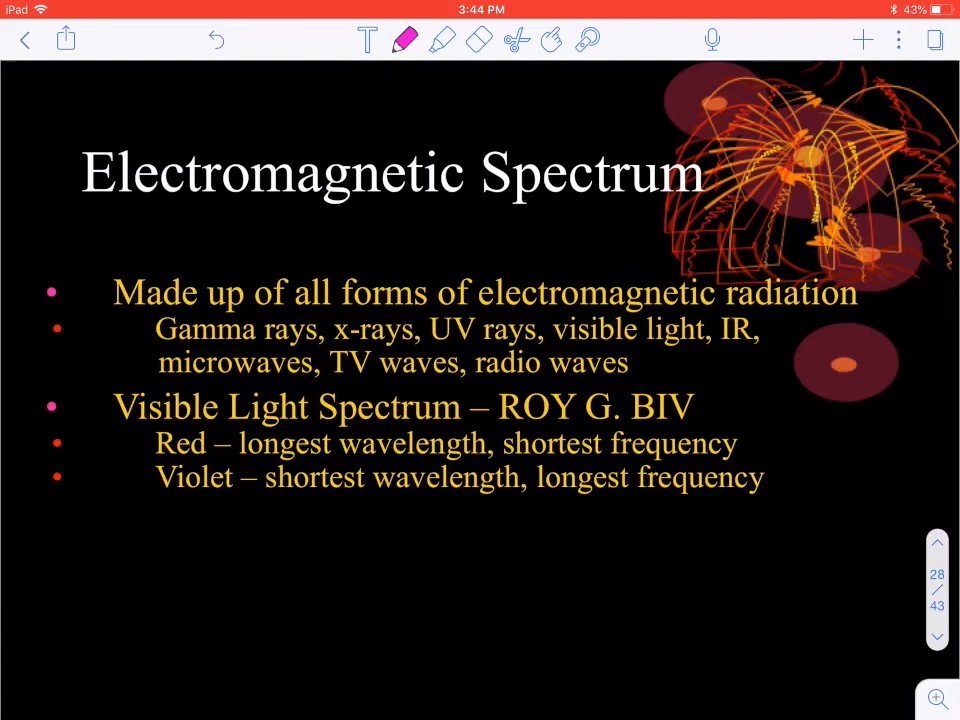 iPad 3:44 PM 43%
T
Electromagnetic Spectrum
• Made up of all forms of electromagnetic radiation
• Gamma rays, x-rays, UV rays, visible light, IR,
microwaves, TV waves, radio waves
• Visible Light Spectrum – ROY G. BIV
• Red – longest wavelength, shortest frequency
• Violet – shortest wavelength, longest frequency
28
/
43